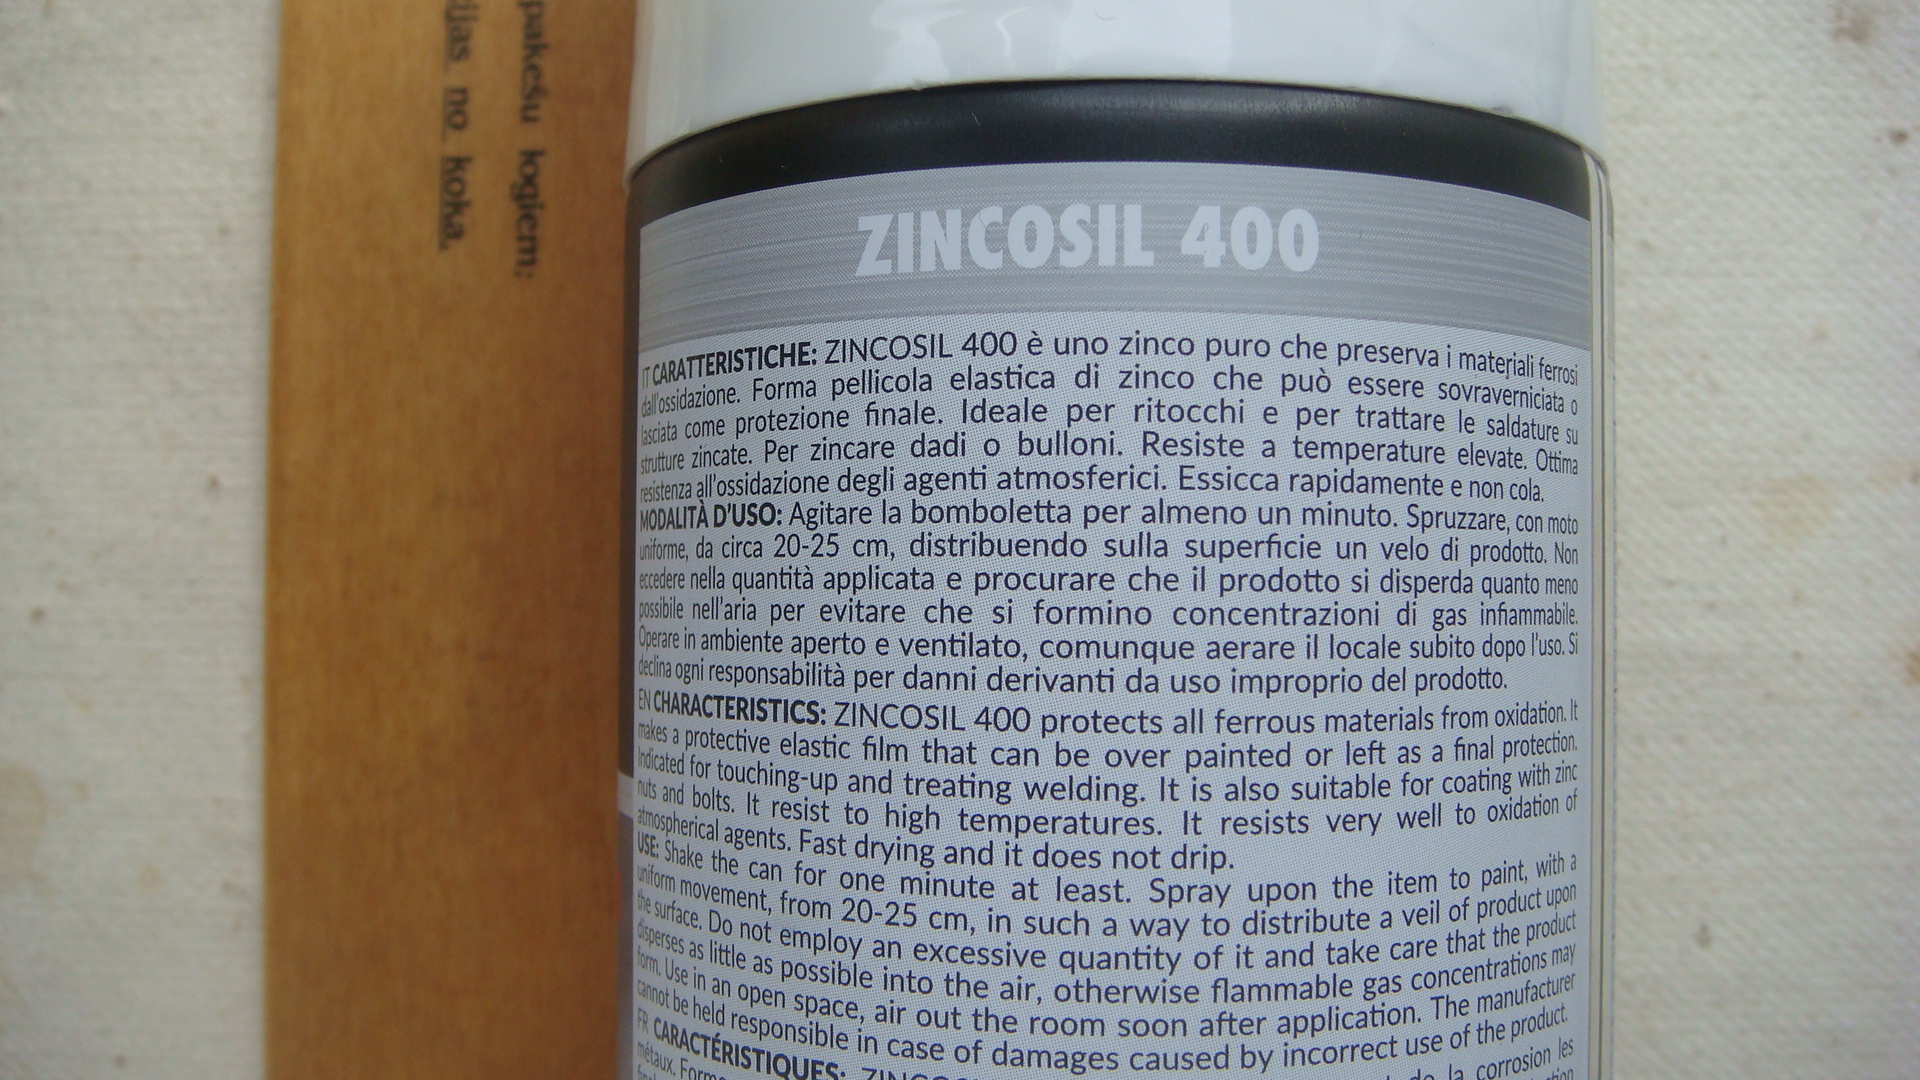 pakešu logiem;
no koka.
ZINCOSIL 400
IT CARATTERISTICHE: ZINCOSIL 400 è uno zinco puro che preserva i materiali ferrosi
dall'ossidazione. Forma pellicola elastica di zinco che può essere sovraverniciata o
lasciata come protezione finale. Ideale per ritocchi e per trattare le saldature su
strutture zincate. Per zincare dadi o bulloni. Resiste a temperature elevate. Ottima
resistenza all'ossidazione degli agenti atmosferici. Essicca rapidamente e non cola.
MODALITÀ D'USO: Agitare la bomboletta per almeno un minuto. Spruzzare, con moto
uniforme, da circa 20-25 cm, distribuendo sulla superficie un velo di prodotto. Non
eccedere nella quantità applicata e procurare che il prodotto si disperda quanto meno
possibile nell'aria per evitare che si formino concentrazioni di gas infiammabile.
Operare in ambiente aperto e ventilato, comunque aerare il locale subito dopo l'uso. Si
declina ogni responsabilità per danni derivanti da uso improprio del prodotto.
EN CHARACTERISTICS: ZINCOSIL 400 protects all ferrous materials from oxidation. It
makes a protective elastic film that can be over painted or left as a final protection.
Indicated for touching-up and treating welding. It is also suitable for coating with zinc
nuts and bolts. It resist to high temperatures. It resists very well to oxidation of
atmospherical agents. Fast drying and it does not drip.
USE: Shake the can for one minute at least. Spray upon the item to paint, with a
uniform movement, from 20-25 cm, in such a way to distribute a veil of product upon
the surface. Do not employ an excessive quantity of it and take care that the product
disperses as little as possible into the air, otherwise flammable gas concentrations may
form. Use in an open space, air out the room soon after application. The manufacturer
cannot be held responsible in case of damages caused by incorrect use of the product.
FR CARACTÉRISTIQUES: la corrosion les
métaux.